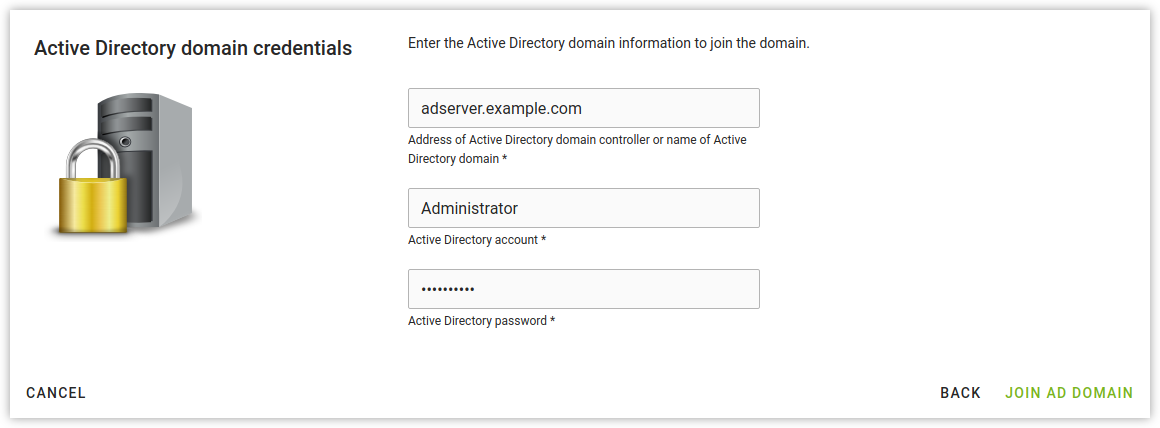 Active Directory domain credentials
Enter the Active Directory domain information to join the domain.
adserver.example.com
Address of Active Directory domain controller or name of Active
Directory domain *
Administrator
Active Directory account *
••••••••••
Active Directory password *
CANCEL
BACK
JOIN AD DOMAIN